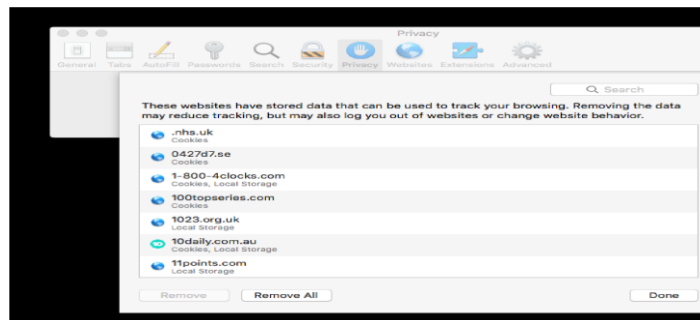 Privacy
General Tabs AutoFill Passwords Search Security Privacy Websites Extensions Advanced
Search
These websites have stored data that can be used to track your browsing. Removing the data
may reduce tracking, but may also log you out of websites or change website behavior.
.nhs.uk
Cookies
0427d7.se
Cookies
1-800-4clocks.com
Cookies, Local Storage
100topseries.com
Cookies
1023.org.uk
Local Storage
10daily.com.au
Cookies, Local Storage
11points.com
Local Storage
Remove Remove All Done